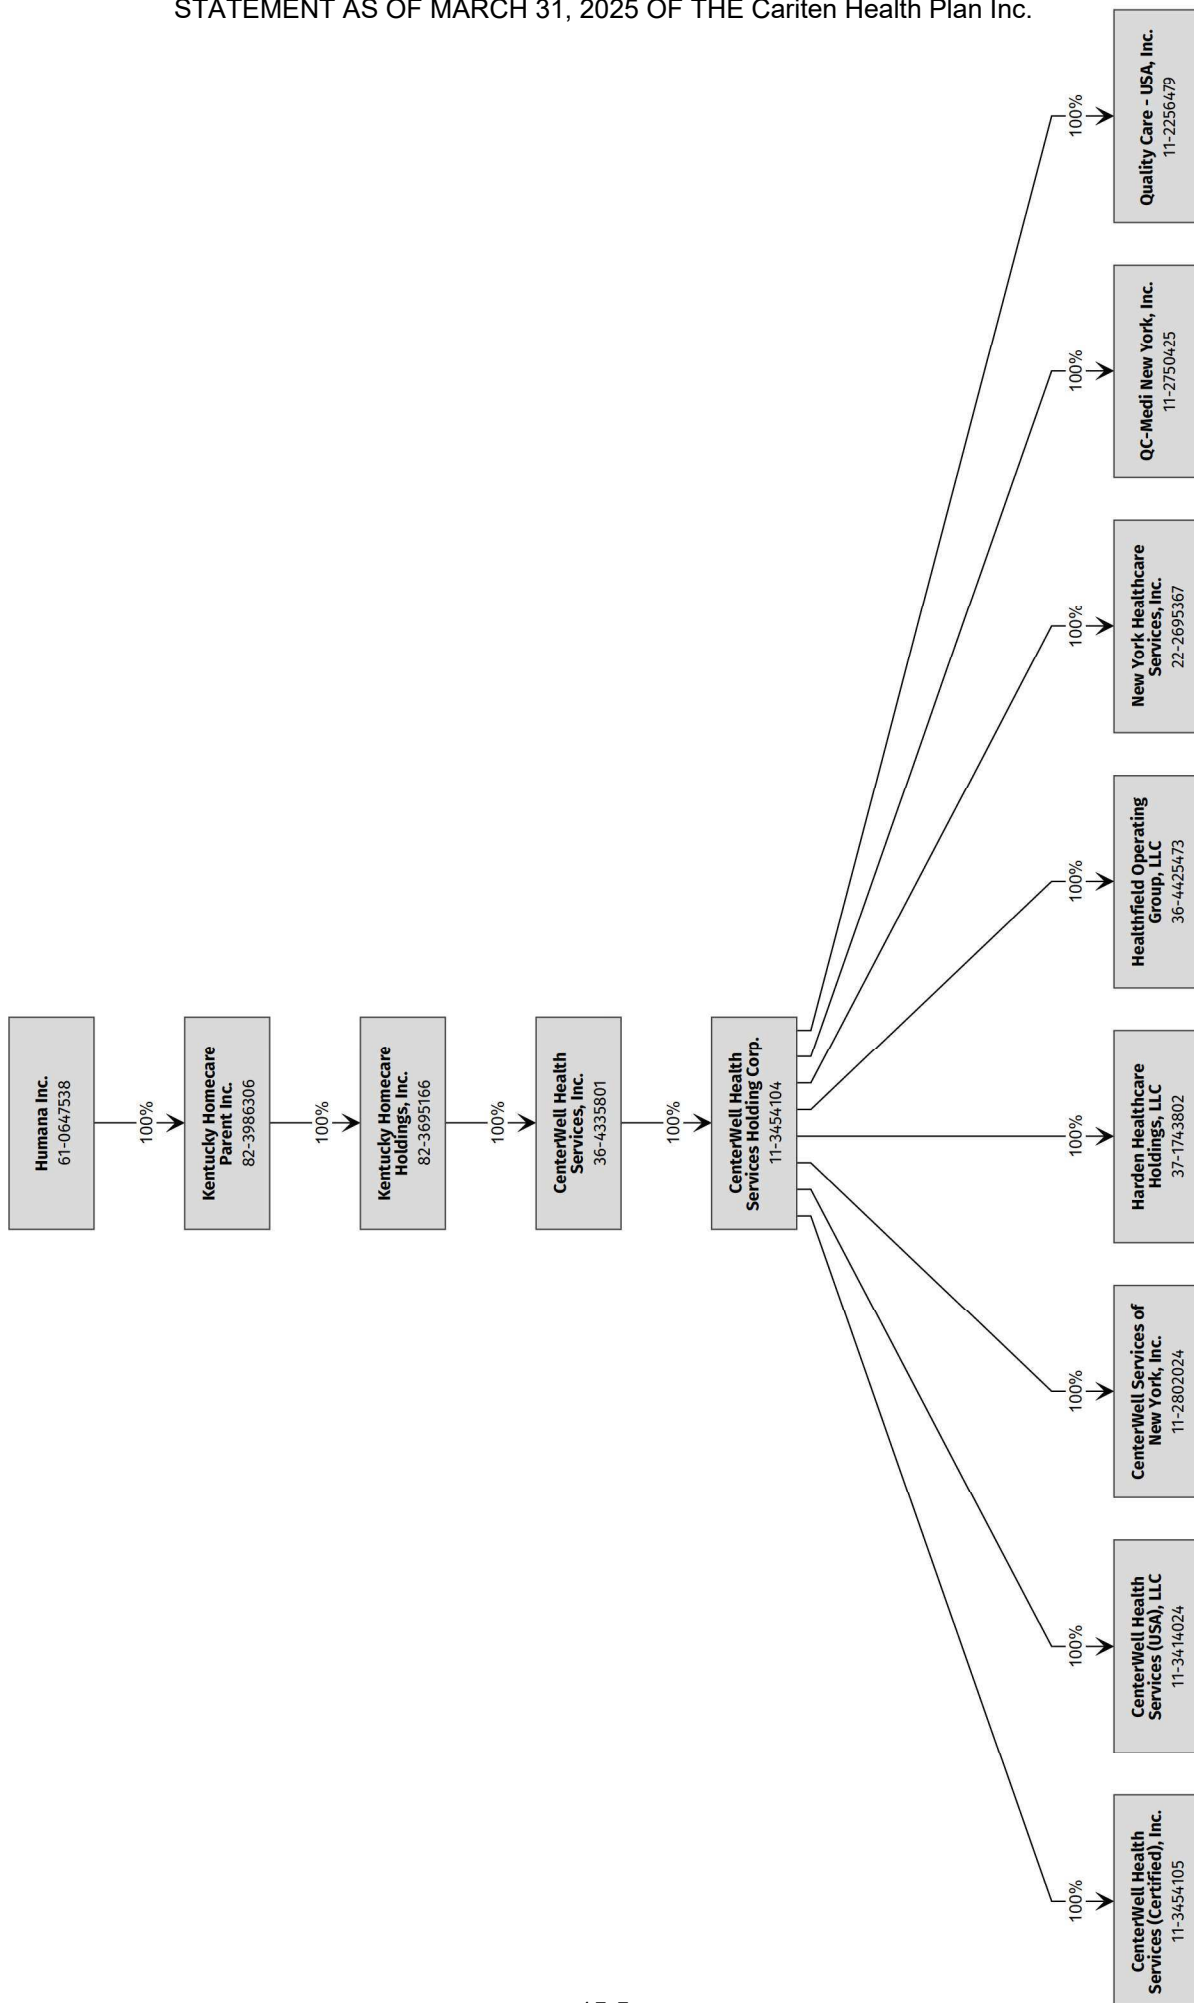 STATEMENT AS OF MARCH 31, 2025 OF THE Cariten Health Plan Inc.
Humana Inc.
61-0647538
100%
Kentucky Homecare
Parent Inc.
82-3986306
100%
Kentucky Homecare
Holdings, Inc.
82-3695166
100%
CenterWell Health
Services, Inc.
36-4335801
100%
CenterWell Health
Services Holding Corp.
11-3454104
100%
CenterWell Health
Services (Certified), Inc.
11-3454105
100%
CenterWell Health
Services (USA), LLC
11-3414024
100%
CenterWell Services of
New York, Inc.
11-2802024
100%
Harden Healthcare
Holdings, LLC
37-1743802
100%
Healthfield Operating
Group, LLC
36-4425473
100%
New York Healthcare
Services, Inc.
22-2695367
100%
QC-Medi New York, Inc.
11-2750425
100%
Quality Care - USA, Inc.
11-2256479